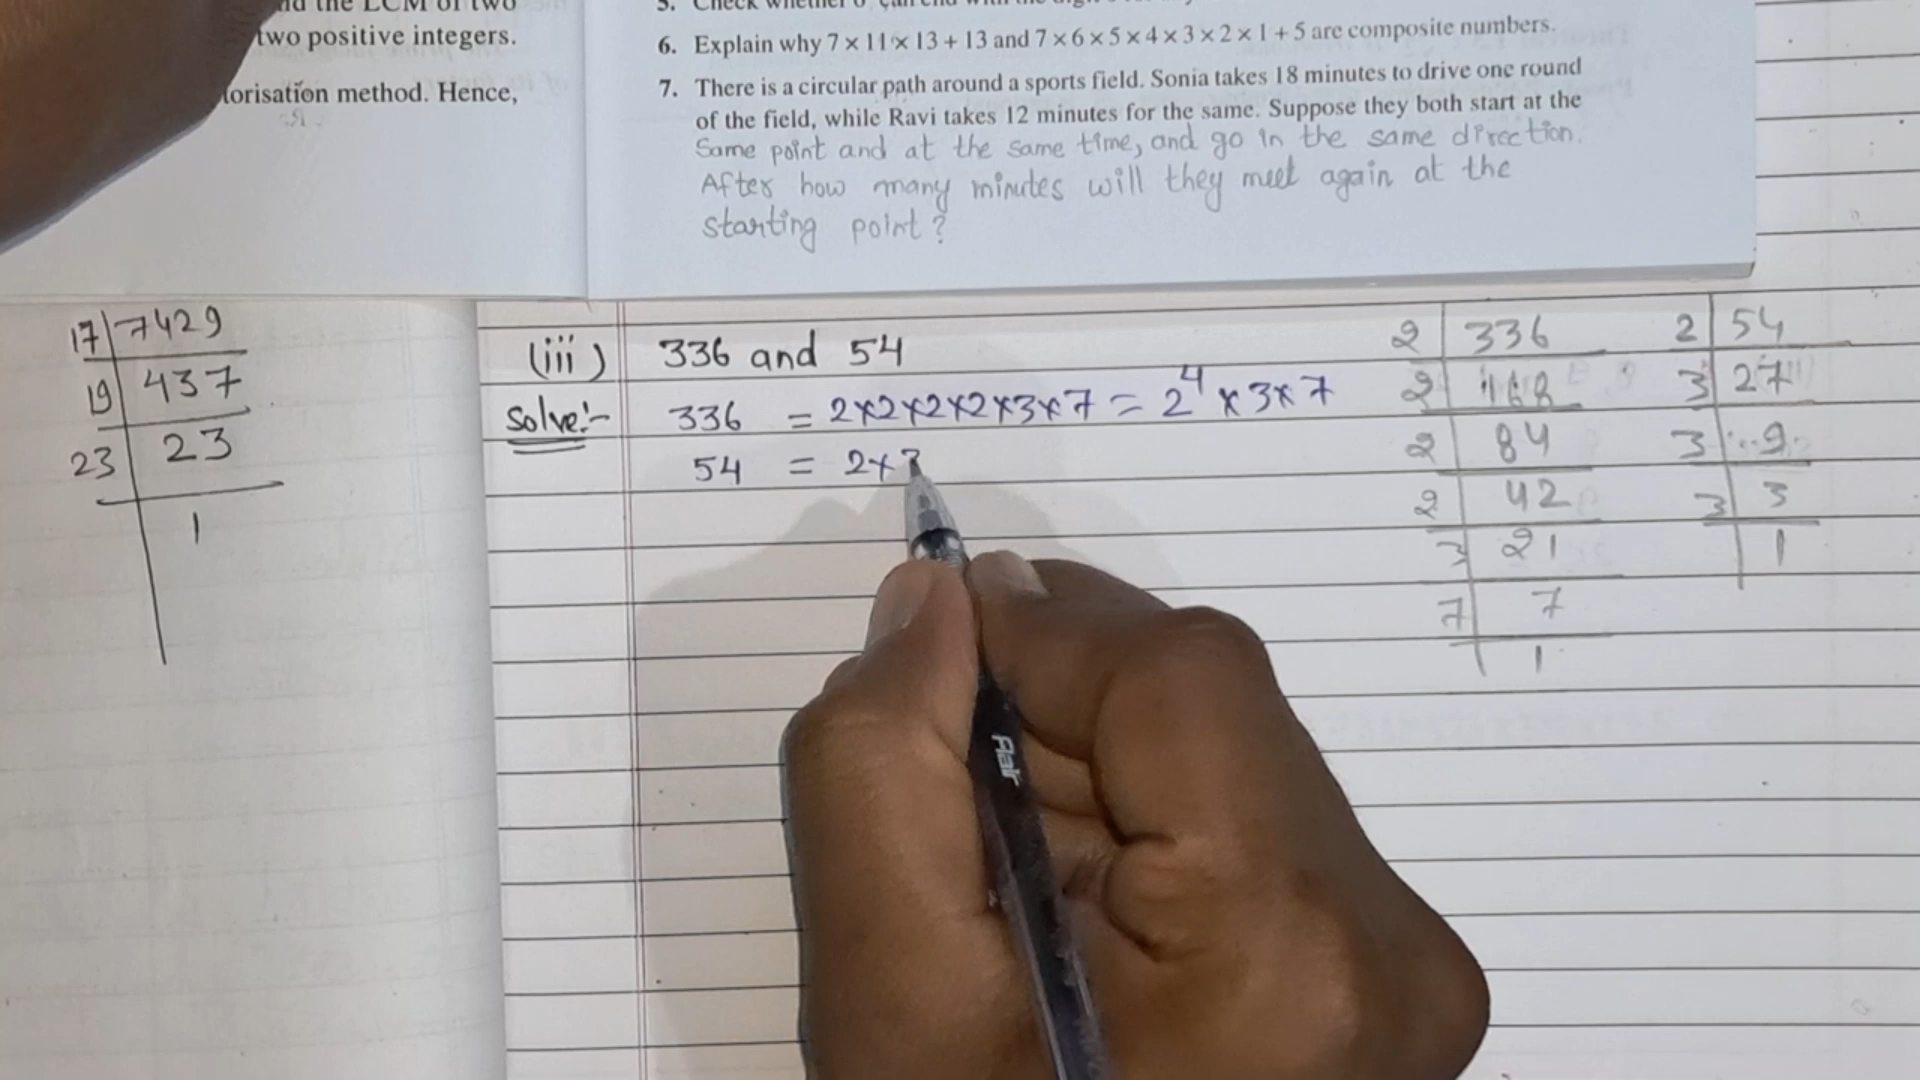 two positive integers.
torisation method. Hence,
6. Explain why 7 × 11 × 13 + 13 and 7 × 6 × 5 × 4 × 3 × 2 × 1 + 5 are composite numbers.
7. There is a circular path around a sports field. Sonia takes 18 minutes to drive one round
of the field, while Ravi takes 12 minutes for the same. Suppose they both start at the
Same point and at the same time, and go in the same direction.
After how many minutes will they meet again at the
starting point?
17 7429
19 437
23 23
1
(iii) 336 and 54
Solve:- 336 = 2×2×2×2×3×7 = 2⁴ × 3 × 7
54 = 2×3
2 336
2 168
2 84
2 42
3 21
7 7
1
2 54
3 27
3 9
3 3
1
Flair